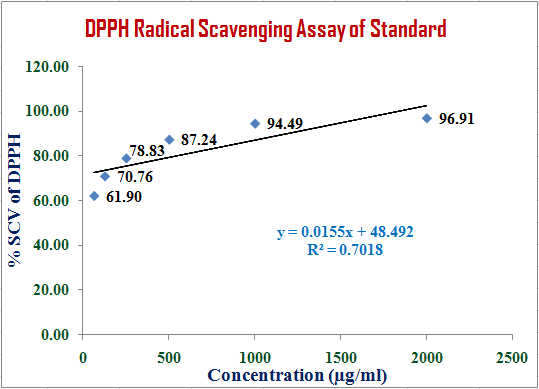 DPPH Radical Scavenging Assay of Standard
120.00
100.00
80.00
60.00
40.00
20.00
0.00
% SCV of DPPH
61.90
70.76
78.83
87.24
94.49
96.91
y = 0.0155x + 48.492
R² = 0.7018
0 500 1000 1500 2000 2500
Concentration (µg/ml)